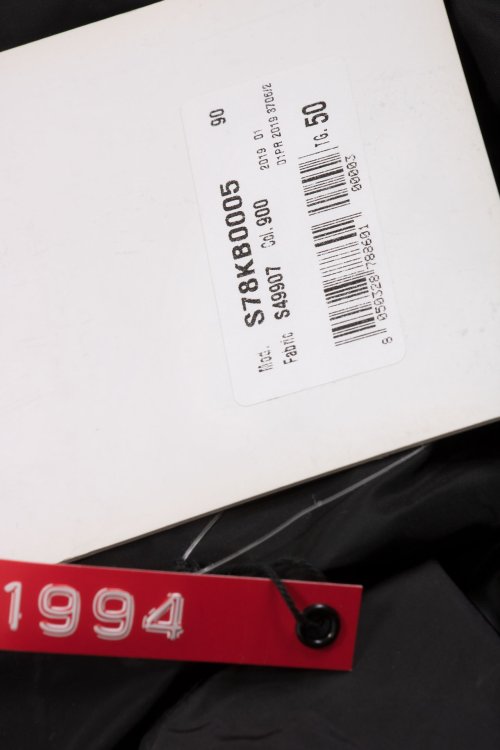 90
Mod. S78KB0005
Fabric S49907 Col. 900
2019 01
01PR 2019 3706/2
TG. 50
00003
8 050328 788601
1994